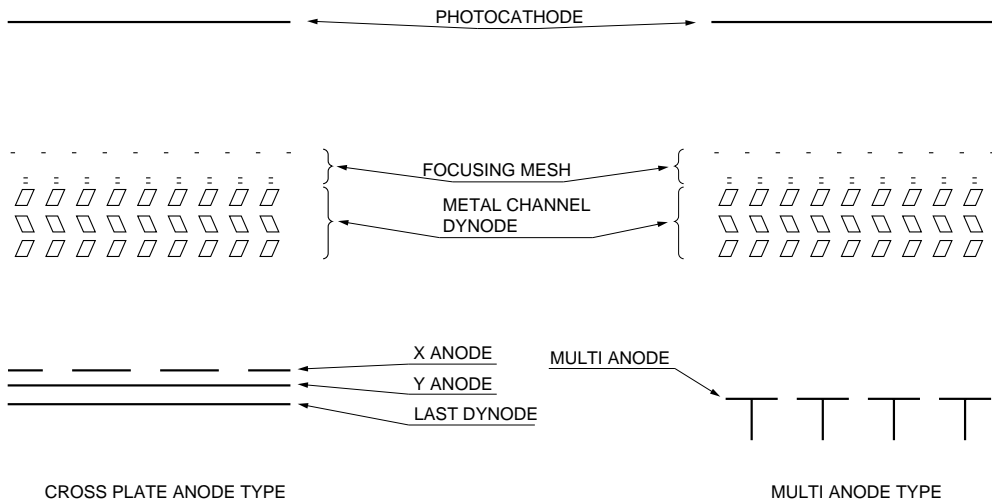 PHOTOCATHODE
FOCUSING MESH
METAL CHANNEL
DYNODE
X ANODE
Y ANODE
LAST DYNODE
MULTI ANODE
CROSS PLATE ANODE TYPE
MULTI ANODE TYPE